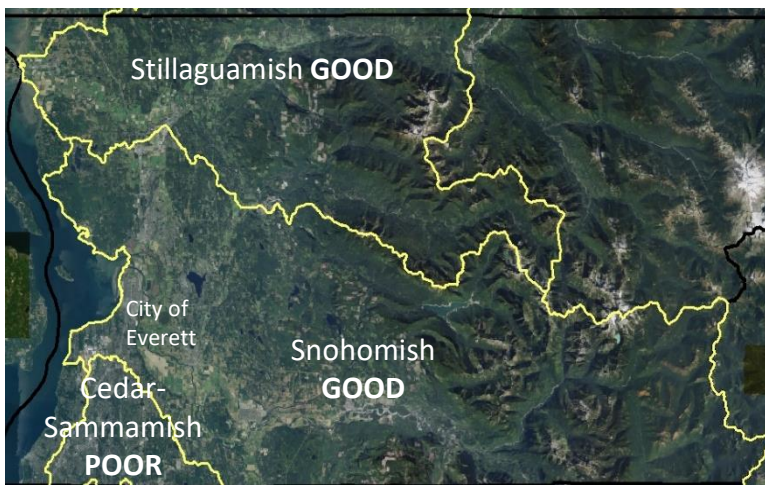 Stillaguamish GOOD
City of
Everett
Snohomish
GOOD
Cedar-
Sammamish
POOR